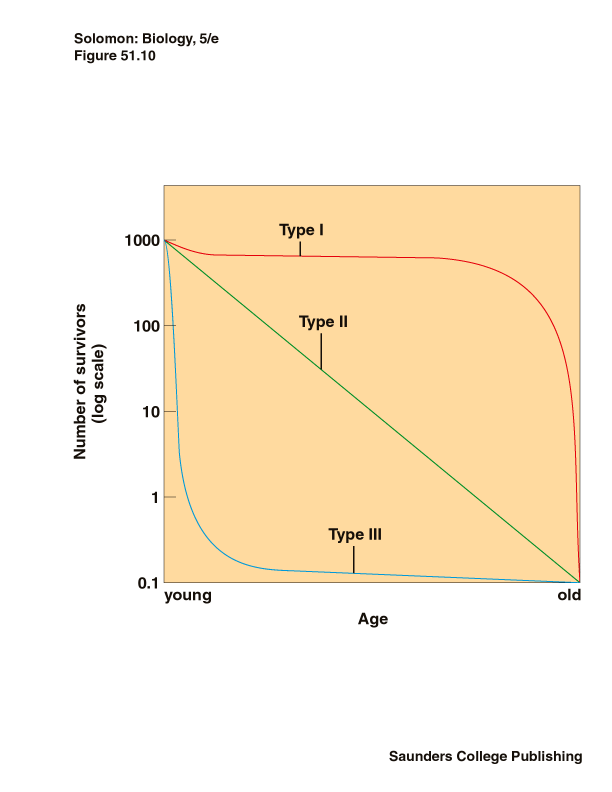 Solomon: Biology, 5/e
Figure 51.10
Type I
1000
Type II
100
Number of survivors
(log scale)
10
1
Type III
0.1
young
old
Age
Saunders College Publishing